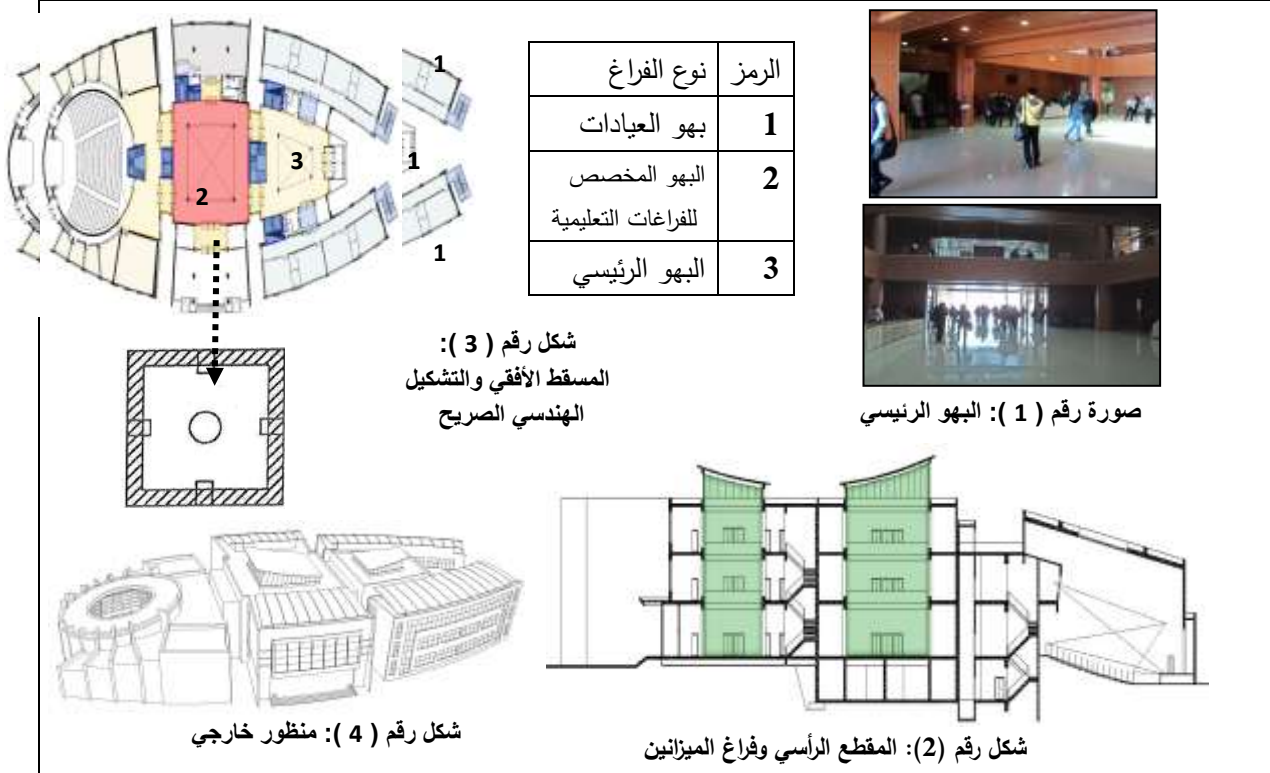 1
1
1
2
3
الرمز نوع الفراغ
1 بهو العيادات
2 البهو المخصص
للفراغات التعليمية
3 البهو الرئيسي
شكل رقم ( 3 ):
المسقط الأفقي والتشكيل
الهندسي الصريح
صورة رقم ( 1 ): البهو الرئيسي
شكل رقم ( 4 ): منظور خارجي
شكل رقم (2): المقطع الرأسي وفراغ الميزانين